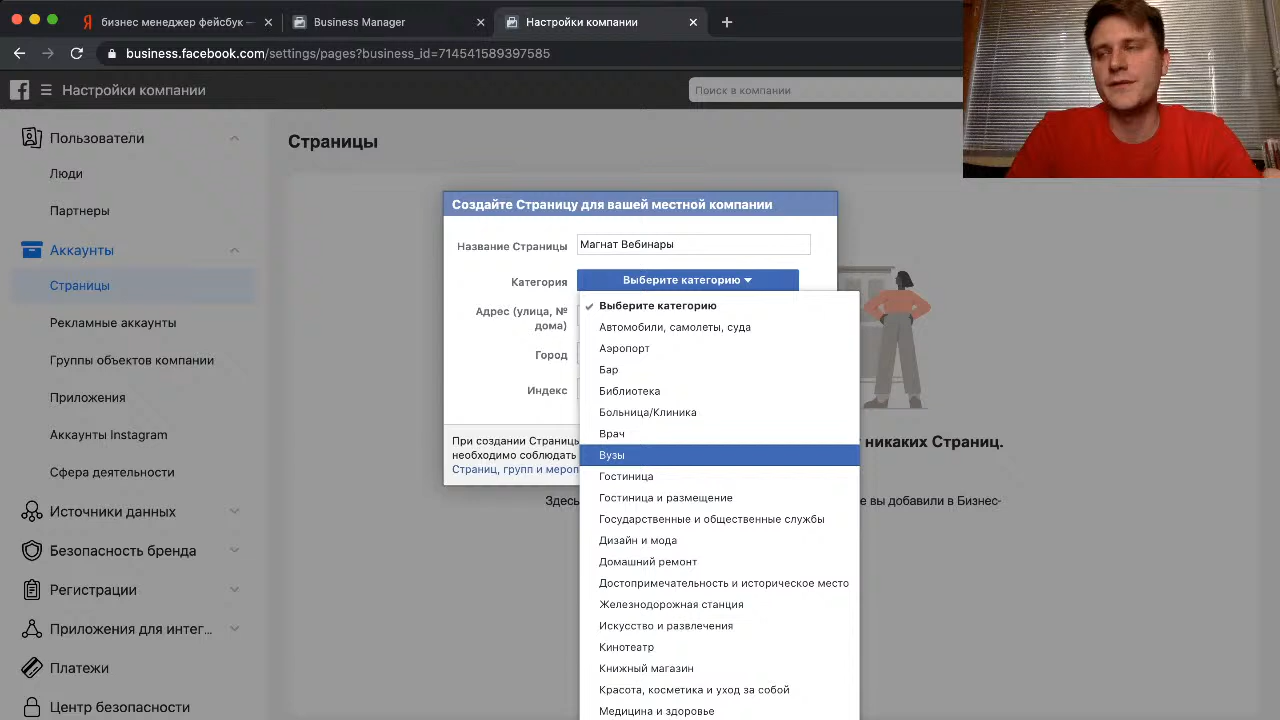 бизнес менеджер фейсбук —
Business Manager
Настройки компании
business.facebook.com/settings/pages?business_id=714541589397585
Настройки компании
Поиск в компании
Пользователи
Люди
Партнеры
Аккаунты
Страницы
Рекламные аккаунты
Группы объектов компании
Приложения
Аккаунты Instagram
Сфера деятельности
Источники данных
Безопасность бренда
Регистрации
Приложения для интег...
Платежи
Центр безопасности
Страницы
Создайте Страницу для вашей местной компании
Название Страницы
Магнат Вебинары
Категория
Выберите категорию
Адрес (улица, №
дома)
Город
Индекс
При создании Страницы
необходимо соблюдать
Страниц, групп и мероп
Выберите категорию
Автомобили, самолеты, суда
Аэропорт
Бар
Библиотека
Больница/Клиника
Врач
Вузы
Гостиница
Гостиница и размещение
Государственные и общественные службы
Дизайн и мода
Домашний ремонт
Достопримечательность и историческое место
Железнодорожная станция
Искусство и развлечения
Кинотеатр
Книжный магазин
Красота, косметика и уход за собой
Медицина и здоровье
никаких Страниц.
Здесь
е вы добавили в Бизнес-